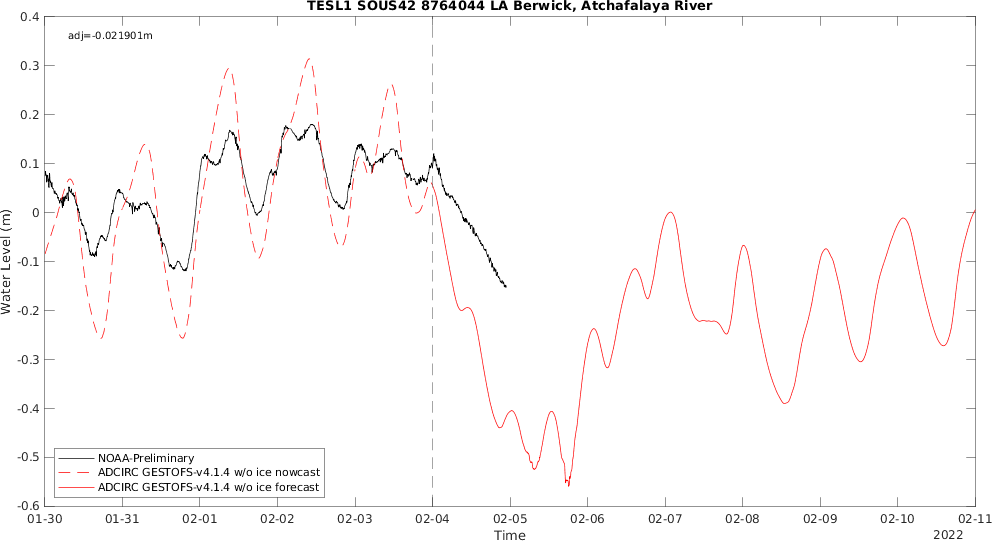 TESL1 SOUS42 8764044 LA Berwick, Atchafalaya River
adj=-0.021901m
0.4
0.3
0.2
0.1
0
-0.1
-0.2
-0.3
-0.4
-0.5
-0.6
Water Level (m)
NOAA-Preliminary
ADCIRC GESTOFS-v4.1.4 w/o ice nowcast
ADCIRC GESTOFS-v4.1.4 w/o ice forecast
01-30 01-31 02-01 02-02 02-03 02-04 02-05 02-06 02-07 02-08 02-09 02-10 02-11
Time
2022